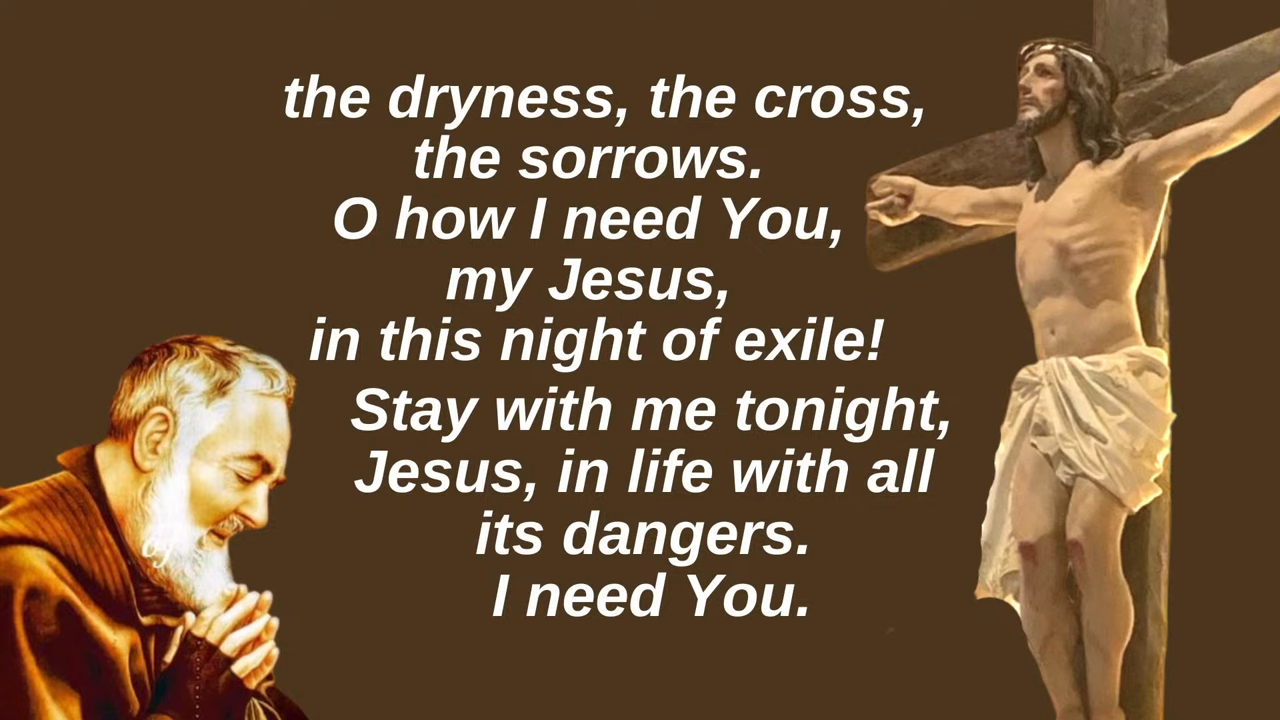 the dryness, the cross,
the sorrows.
O how I need You,
my Jesus,
in this night of exile!
Stay with me tonight,
Jesus, in life with all
its dangers.
I need You.
of